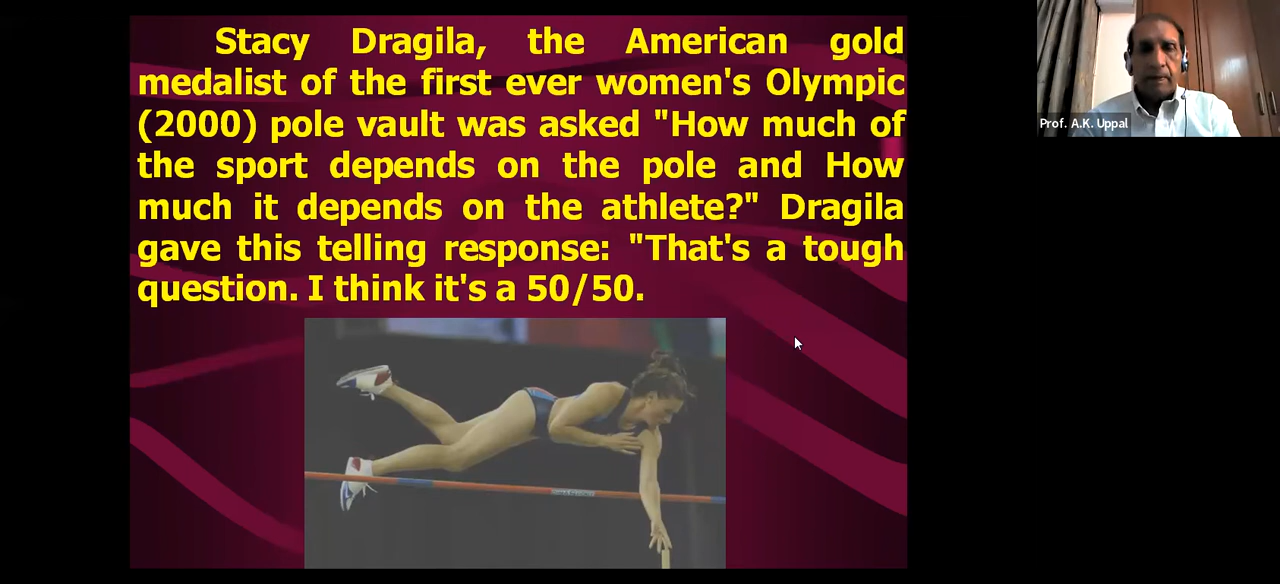 Stacy Dragila, the American gold
medalist of the first ever women's Olympic
(2000) pole vault was asked "How much of
the sport depends on the pole and How
much it depends on the athlete?" Dragila
gave this telling response: "That's a tough
question. I think it's a 50/50.
Prof. A.K. Uppal